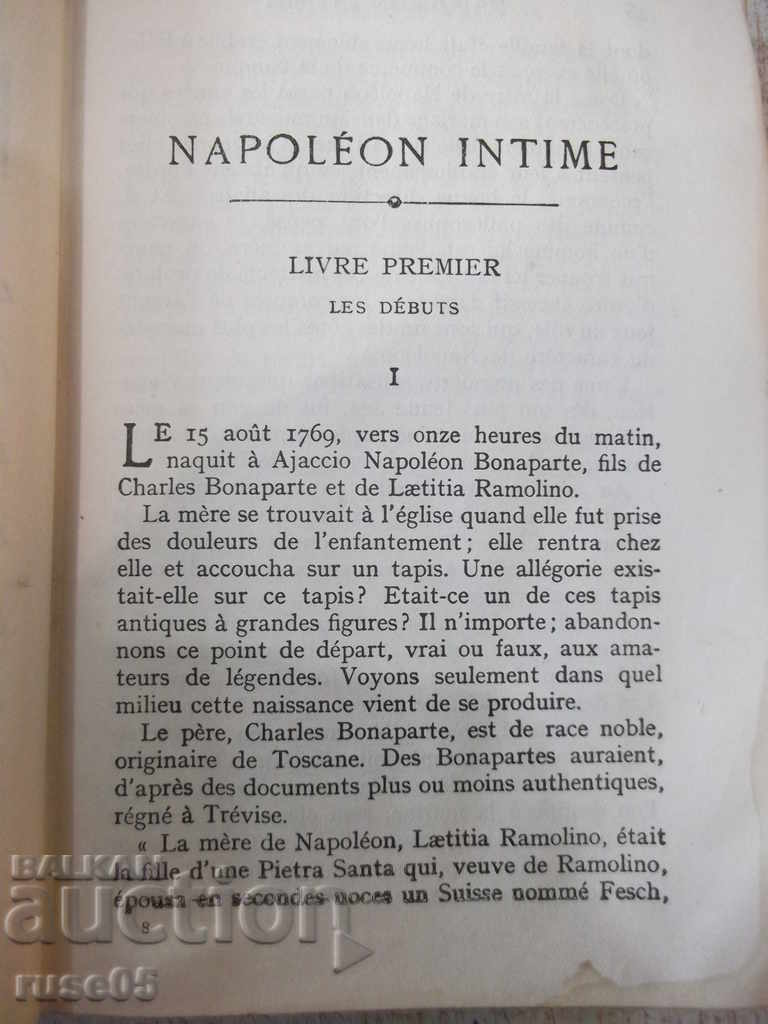 NAPOLÉON INTIME
LIVRE PREMIER
LES DÉBUTS
I
LE 15 août 1769, vers onze heures du matin,
naquit à Ajaccio Napoléon Bonaparte, fils de
Charles Bonaparte et de Lætitia Ramolino.
La mère se trouvait à l'église quand elle fut prise
des douleurs de l'enfantement; elle rentra chez
elle et accoucha sur un tapis. Une allégorie exis-
tait-elle sur ce tapis? Etait-ce un de ces tapis
antiques à grandes figures? Il n'importe; abandon-
nons ce point de départ, vrai ou faux, aux ama-
teurs de légendes. Voyons seulement dans quel
milieu cette naissance vient de se produire.
Le père, Charles Bonaparte, est de race noble,
originaire de Toscane. Des Bonapartes auraient,
d'après des documents plus ou moins authentiques,
régné à Trévise.
« La mère de Napoléon, Lætitia Ramolino, était
la fille d'une Pietra Santa qui, veuve de Ramolino,
épousa en secondes noces un Suisse nommé Fesch,
8
BALKAN
auction
ruse05